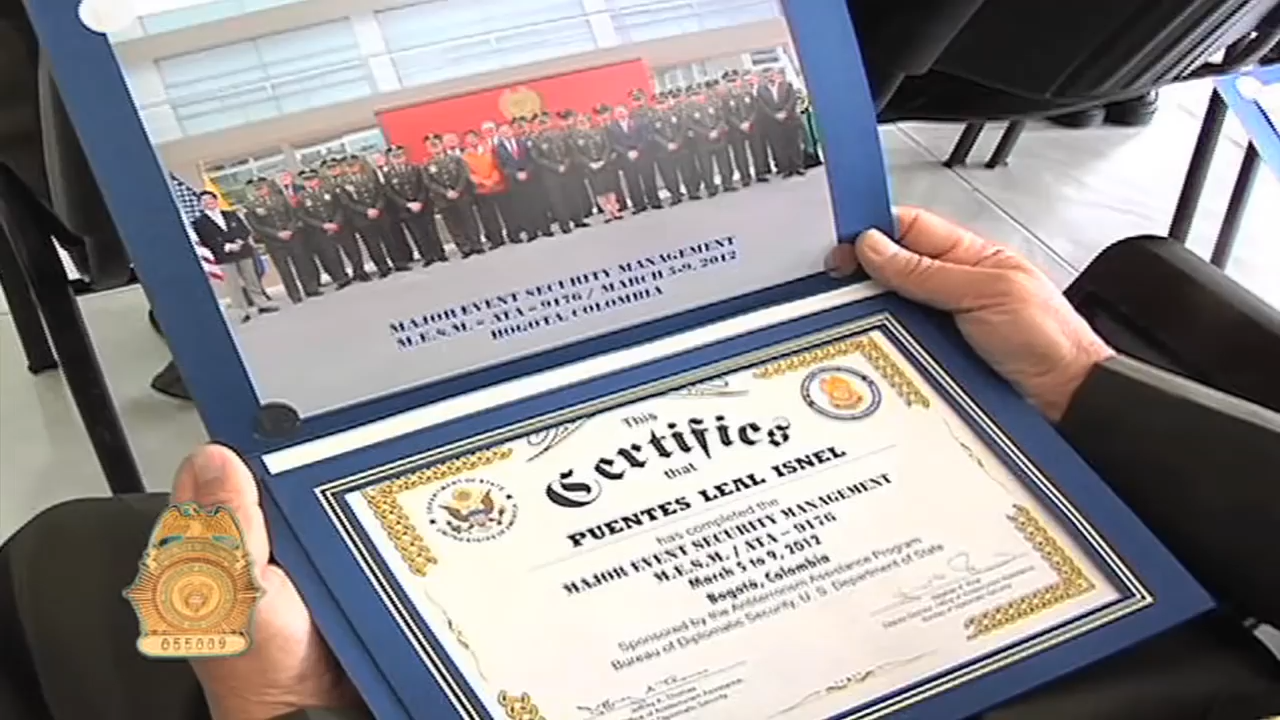 MAJOR EVENT SECURITY MANAGEMENT
M.E.S.M. - ATA - 9176 / MARCH 5-9, 2012
BOGOTA, COLOMBIA
This
Certifies
that
PUENTES LEAL ISNEL
has completed the
MAJOR EVENT SECURITY MANAGEMENT
M.E.S.M. / ATA - 9176
March 5 to 9, 2012
Bogotá, Colombia
Sponsored by the Antiterrorism Assistance Program
Bureau of Diplomatic Security, U. S. Department of State
055009